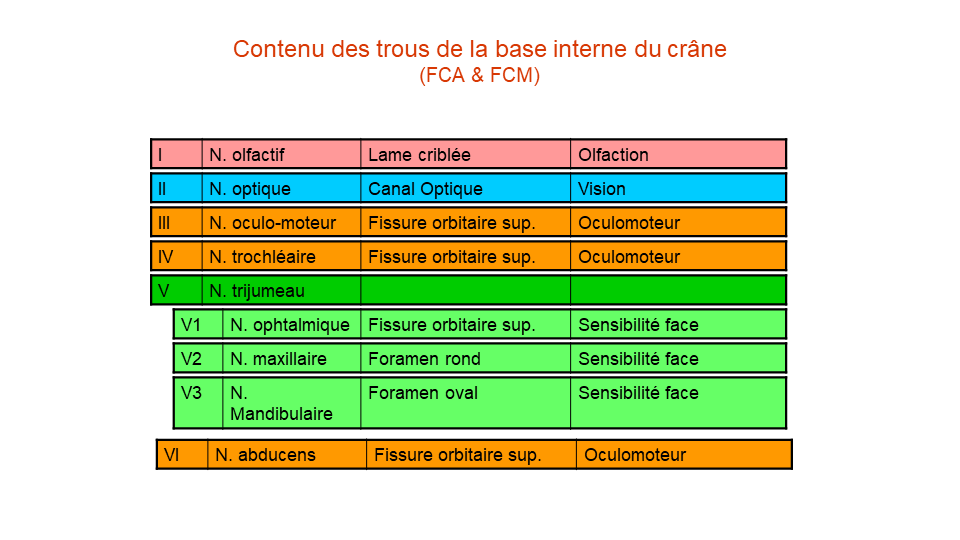 Contenu des trous de la base interne du crâne
(FCA & FCM)
I N. olfactif Lame criblée Olfaction
II N. optique Canal Optique Vision
III N. oculo-moteur Fissure orbitaire sup. Oculomoteur
IV N. trochléaire Fissure orbitaire sup. Oculomoteur
V N. trijumeau
V1 N. ophtalmique Fissure orbitaire sup. Sensibilité face
V2 N. maxillaire Foramen rond Sensibilité face
V3 N. Foramen oval Sensibilité face
Mandibulaire
VI N. abducens Fissure orbitaire sup. Oculomoteur